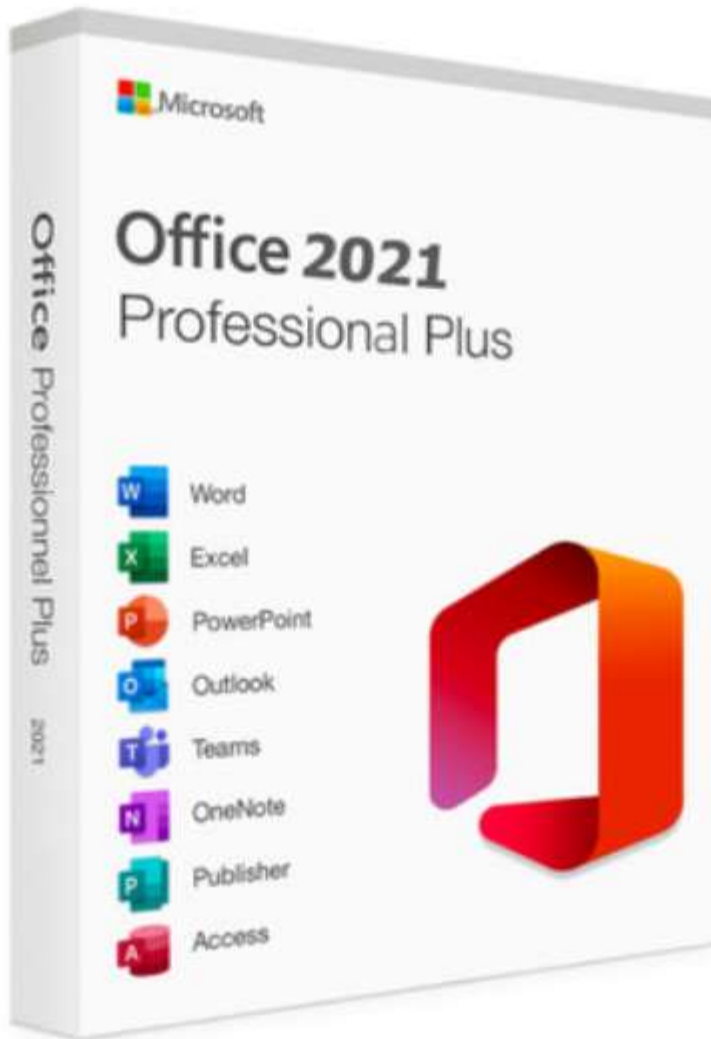 Microsoft
Office 2021
Professional Plus
Word
Excel
PowerPoint
Outlook
Teams
OneNote
Publisher
Access
Office Professionnel Plus 2021